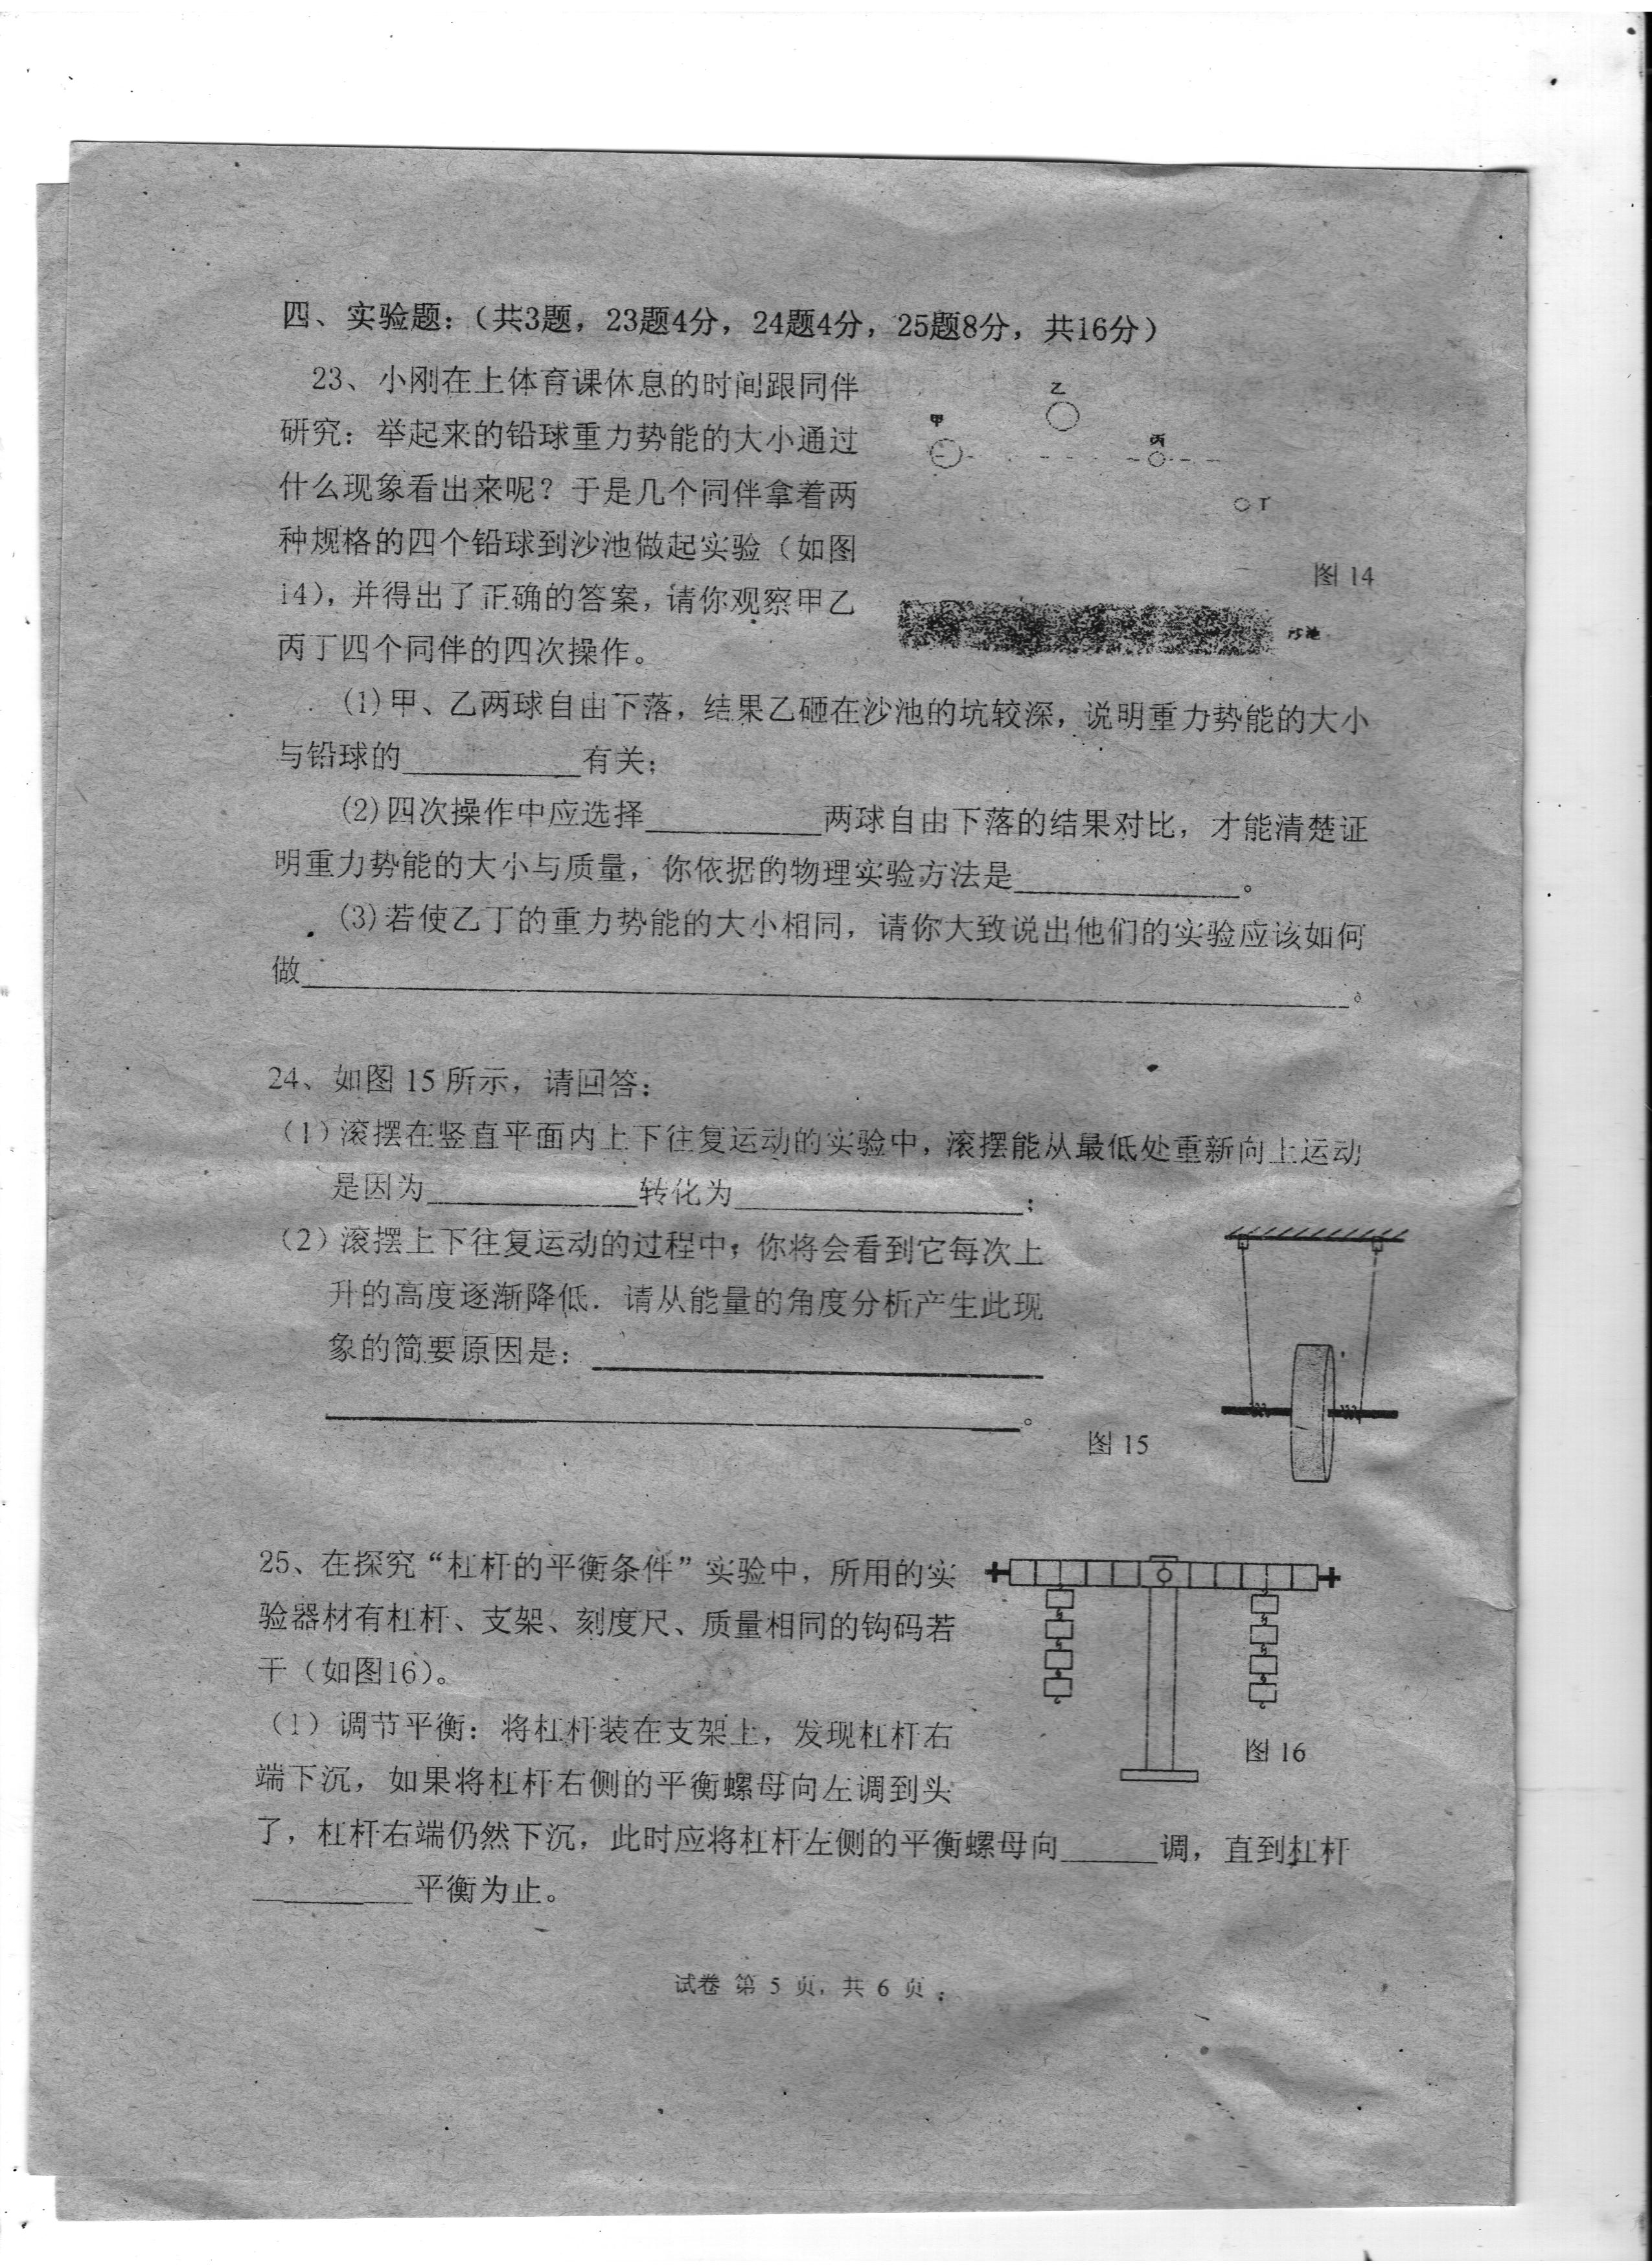 四、实验题：（共3题，23题4分，24题4分，25题8分，共16分）
23、小刚在上体育课休息的时间跟同伴
研究：举起来的铅球重力势能的大小通过
什么现象看出来呢？于是几个同伴拿着两
种规格的四个铅球到沙池做起实验（如图
14），并得出了正确的答案，请你观察甲乙
丙丁四个同伴的四次操作。
甲
乙
丙
丁
图 14
沙池
(1)甲、乙两球自由下落，结果乙砸在沙池的坑较深，说明重力势能的大小
与铅球的__________有关；
(2)四次操作中应选择__________两球自由下落的结果对比，才能清楚证
明重力势能的大小与质量，你依据的物理实验方法是____________。
(3)若使乙丁的重力势能的大小相同，请你大致说出他们的实验应该如何
做____________________________________________________________。
24、如图 15 所示，请回答：
（1）滚摆在竖直平面内上下往复运动的实验中，滚摆能从最低处重新向上运动
是因为____________转化为________________；
（2）滚摆上下往复运动的过程中，你将会看到它每次上
升的高度逐渐降低．请从能量的角度分析产生此现
象的简要原因是：__________________________
________________________________________。
图 15
25、在探究“杠杆的平衡条件”实验中，所用的实
验器材有杠杆、支架、刻度尺、质量相同的钩码若
干（如图16）。
（1）调节平衡：将杠杆装在支架上，发现杠杆右
端下沉，如果将杠杆右侧的平衡螺母向左调到头
了，杠杆右端仍然下沉，此时应将杠杆左侧的平衡螺母向______调，直到杠杆
__________平衡为止。
图 16
试卷 第 5 页，共 6 页